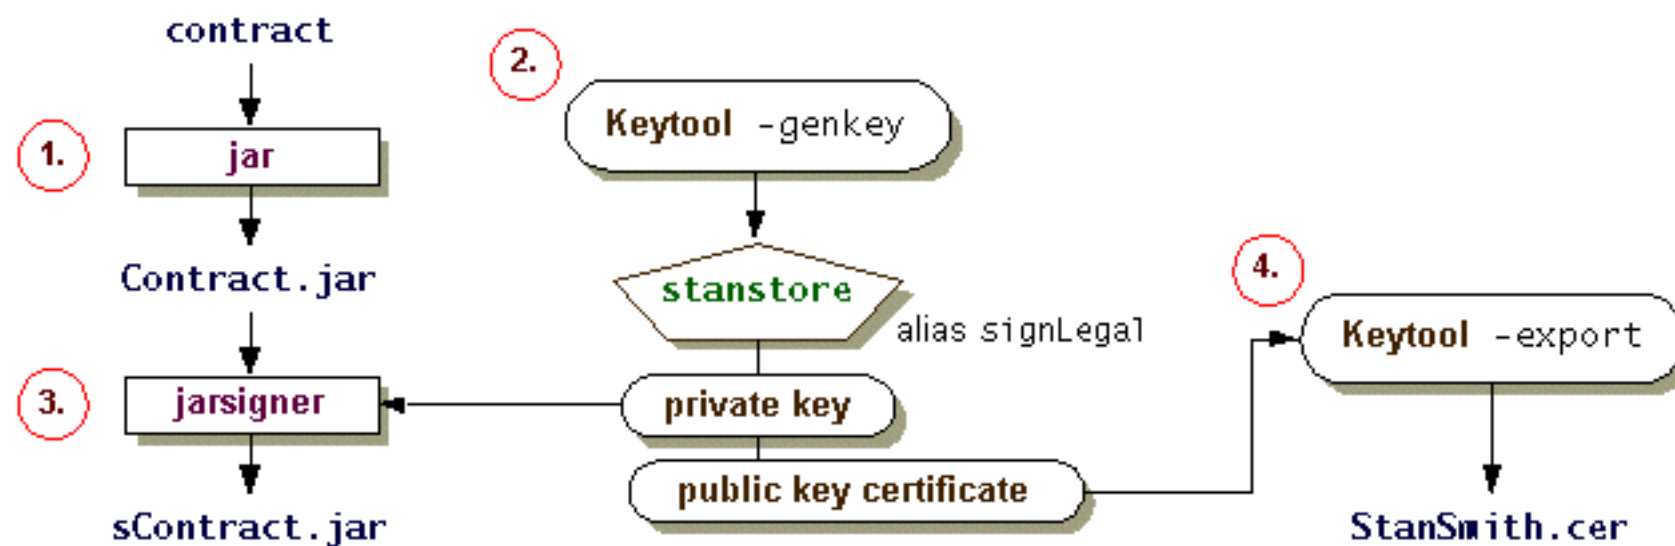 contract
1.
jar
Contract.jar
2.
Keytool -genkey
stanstore
alias signLegal
3.
jarsigner
private key
public key certificate
sContract.jar
4.
Keytool -export
StanSmith.cer